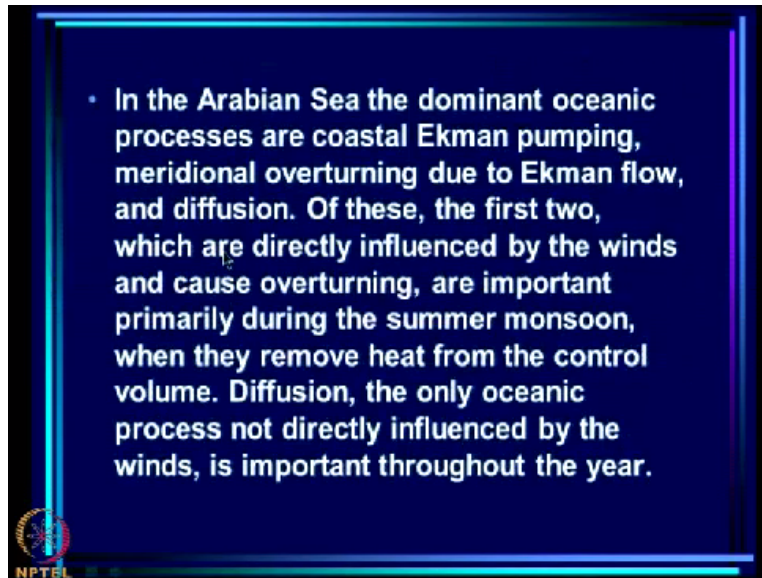 • In the Arabian Sea the dominant oceanic
processes are coastal Ekman pumping,
meridional overturning due to Ekman flow,
and diffusion. Of these, the first two,
which are directly influenced by the winds
and cause overturning, are important
primarily during the summer monsoon,
when they remove heat from the control
volume. Diffusion, the only oceanic
process not directly influenced by the
winds, is important throughout the year.
NPTEL